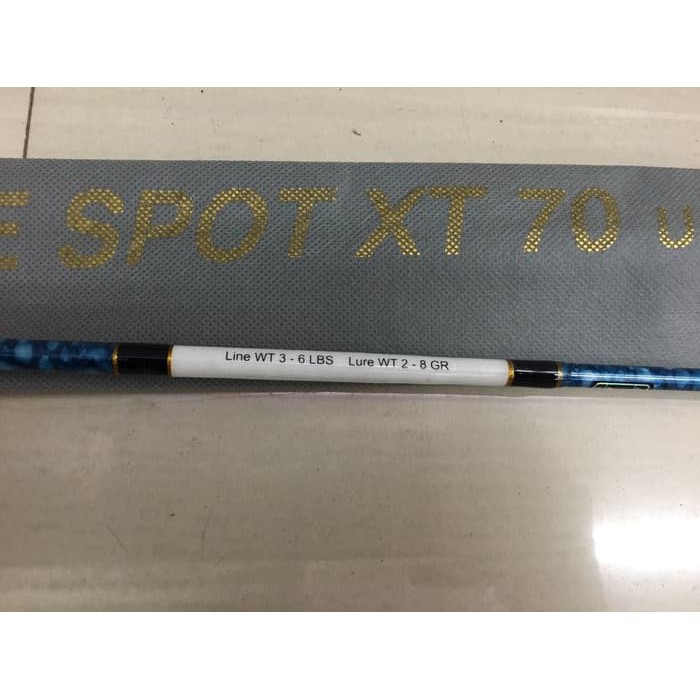 E SPOT XT 70 U
Line WT 3 - 6 LBS Lure WT 2 - 8 GR